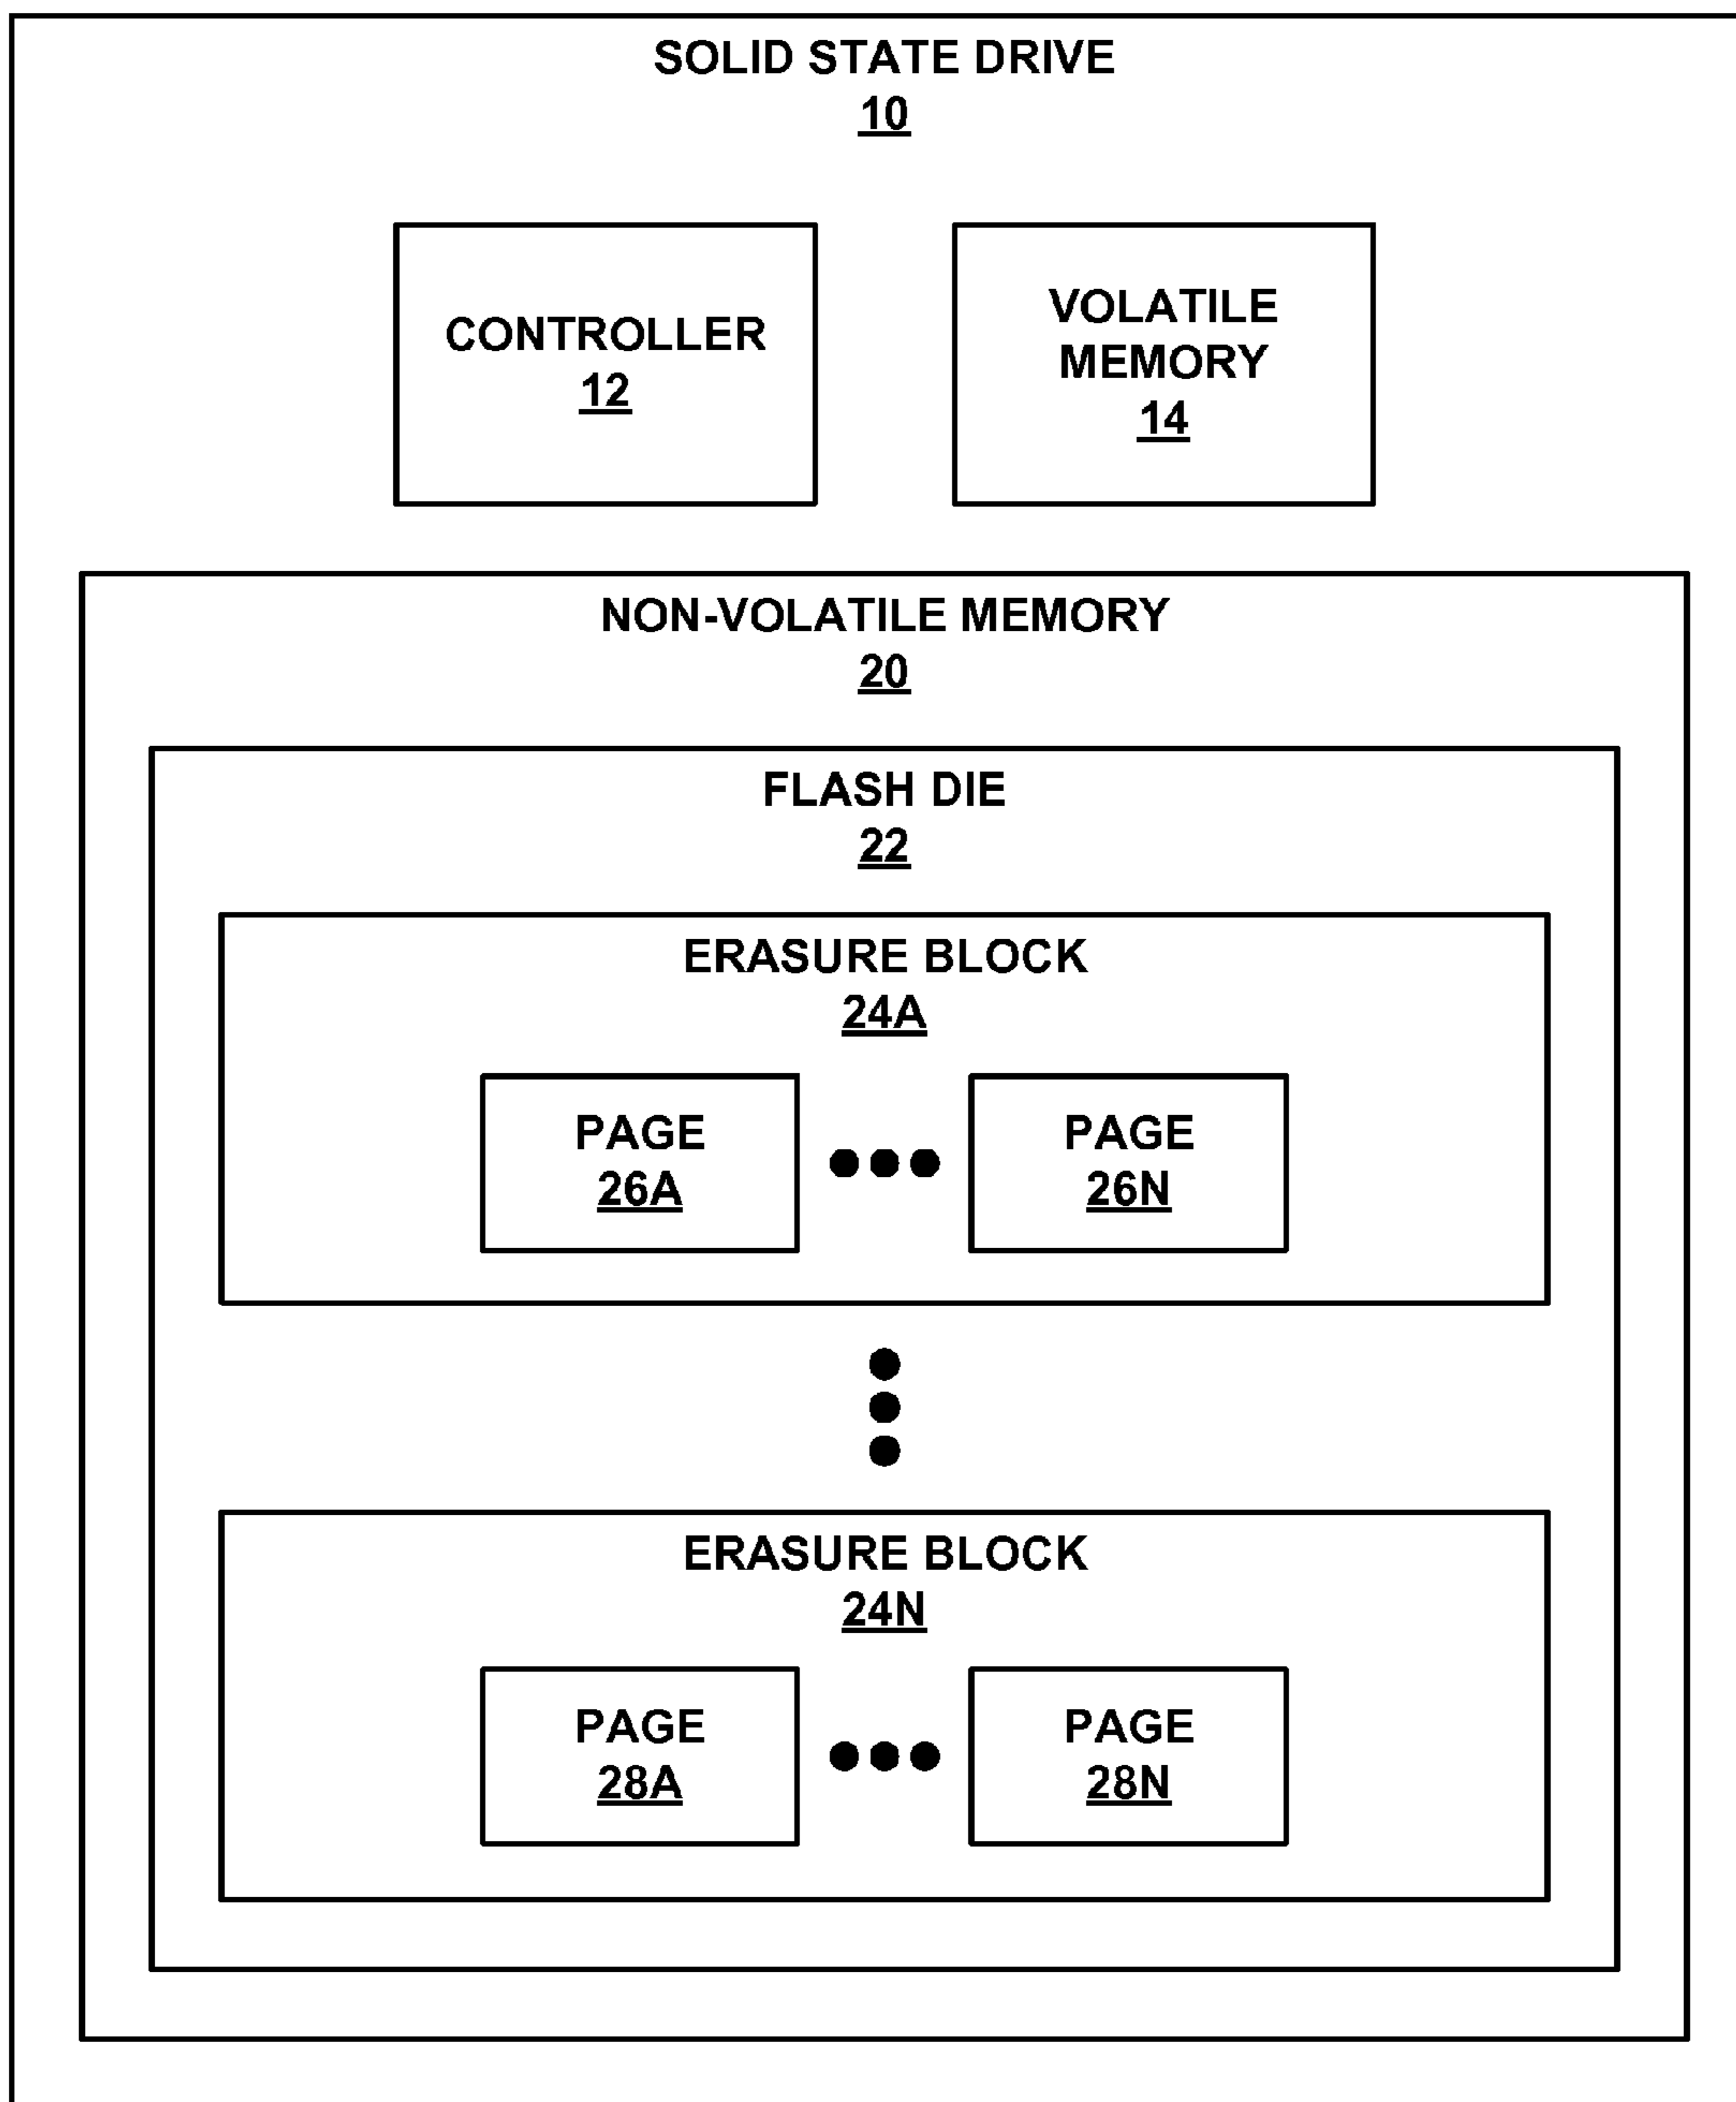 SOLID STATE DRIVE
10
CONTROLLER
12
VOLATILE
MEMORY
14
NON-VOLATILE MEMORY
20
FLASH DIE
22
ERASURE BLOCK
24A
PAGE
26A
PAGE
26N
ERASURE BLOCK
24N
PAGE
28A
PAGE
28N